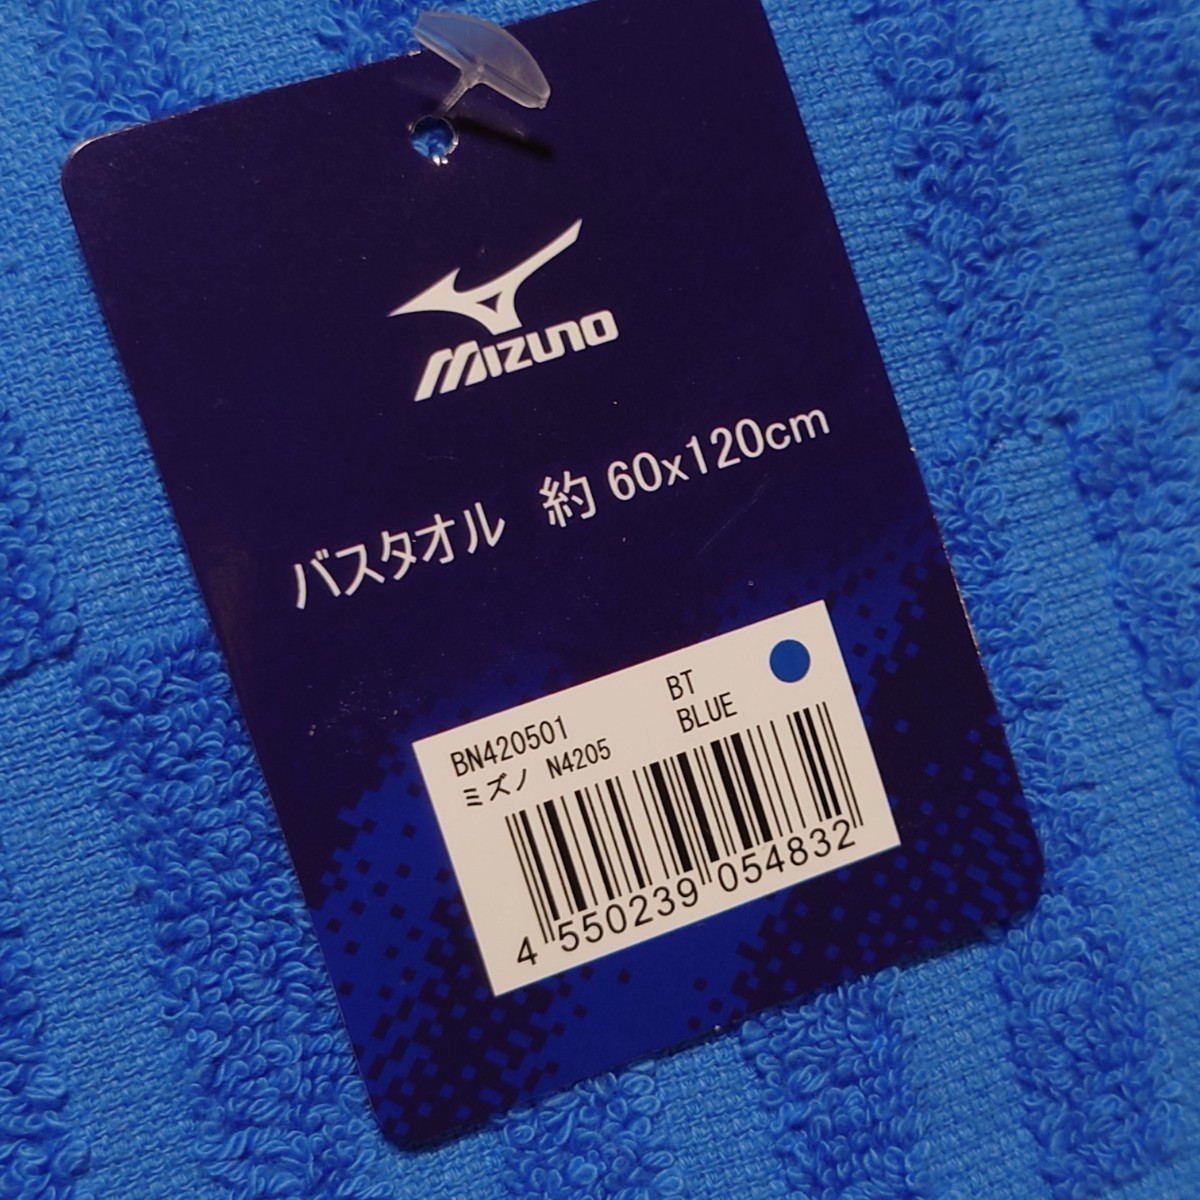 MIZUNO
バスタオル 約 60x120cm
BN420501 BT
ミズノ N4205 BLUE
4 550239 054832